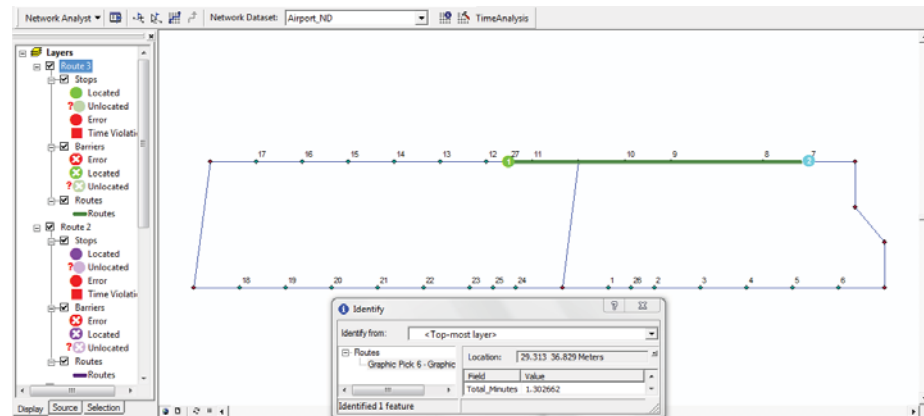 Network Analyst Network Dataset: Airport_ND TimeAnalysis
Layers
Route 3
Stops
Located
? Unlocated
Error
Time Violati
Barriers
Error
Located
? Unlocated
Routes
Routes
Route 2
Stops
Located
? Unlocated
Error
Time Violati
Barriers
Error
Located
? Unlocated
Routes
Routes
Display Source Selection
17 16 15 14 13 12 27 11 10 9 8 7
1 2
18 19 20 21 22 23 25 24 1 26 2 3 4 5 6
Identify
Identify from: <Top-most layer>
Routes
Graphic Pick 6 - Graphic
Location: 29.313 36.829 Meters
Field Value
Total_Minutes 1.302662
Identified 1 feature